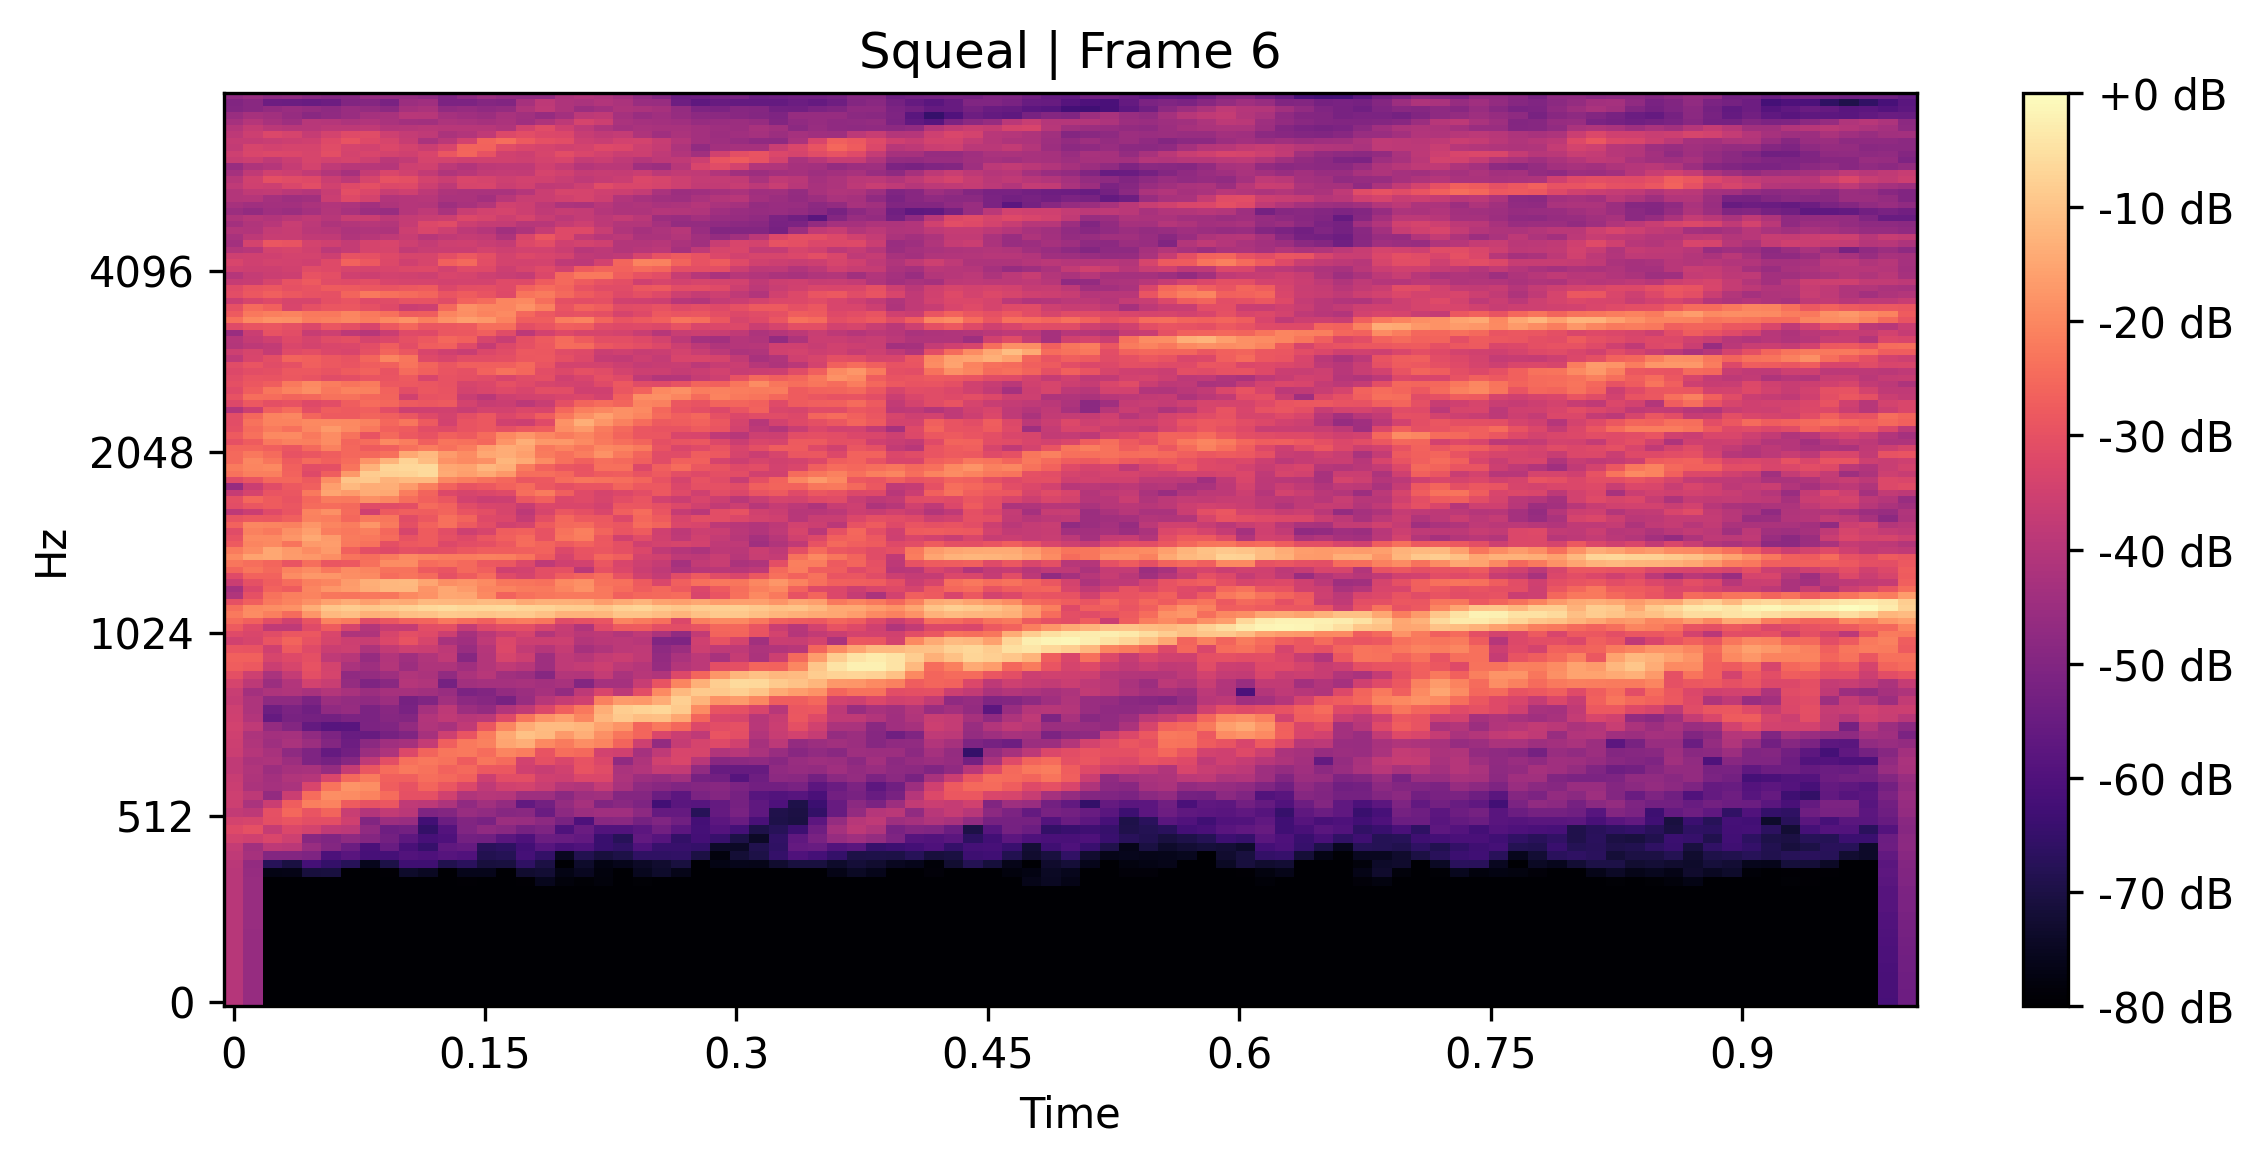 Squeal | Frame 6
+0 dB
-10 dB
-20 dB
-30 dB
-40 dB
-50 dB
-60 dB
-70 dB
-80 dB
Hz
4096
2048
1024
512
0
0 0.15 0.3 0.45 0.6 0.75 0.9
Time